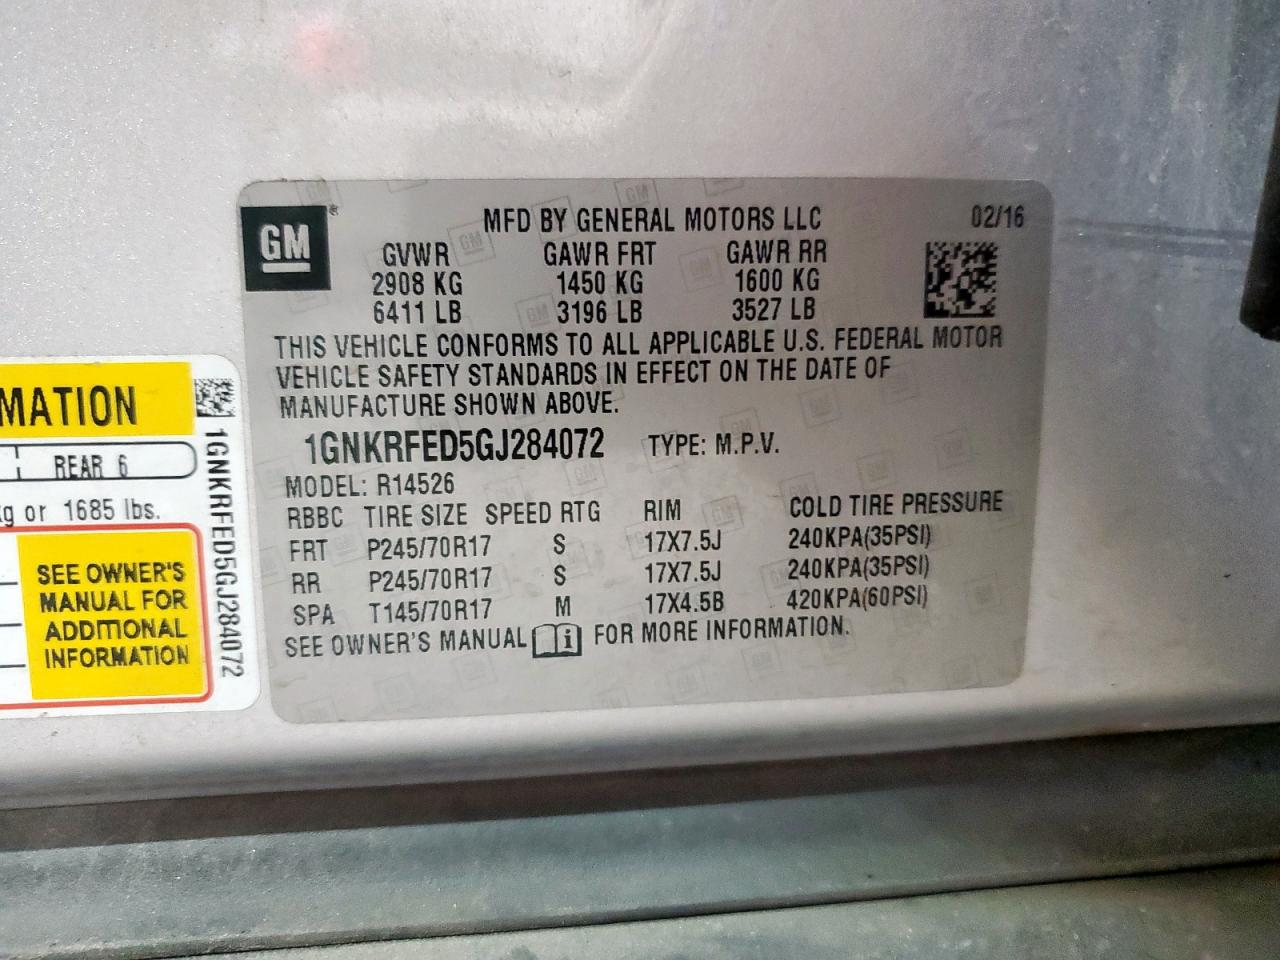 GM
MFD BY GENERAL MOTORS LLC 02/16
GVWR GAWR FRT GAWR RR
2908 KG 1450 KG 1600 KG
6411 LB 3196 LB 3527 LB
THIS VEHICLE CONFORMS TO ALL APPLICABLE U.S. FEDERAL MOTOR
VEHICLE SAFETY STANDARDS IN EFFECT ON THE DATE OF
MANUFACTURE SHOWN ABOVE.
1GNKRFED5GJ284072 TYPE: M.P.V.
MODEL: R14526
RBBC TIRE SIZE SPEED RTG RIM COLD TIRE PRESSURE
FRT P245/70R17 S 17X7.5J 240KPA(35PSI)
RR P245/70R17 S 17X7.5J 240KPA(35PSI)
SPA T145/70R17 M 17X4.5B 420KPA(60PSI)
SEE OWNER'S MANUAL i FOR MORE INFORMATION.
MATION
REAR 6
kg or 1685 lbs.
SEE OWNER'S
MANUAL FOR
ADDITIONAL
INFORMATION
1GNKRFED5GJ284072